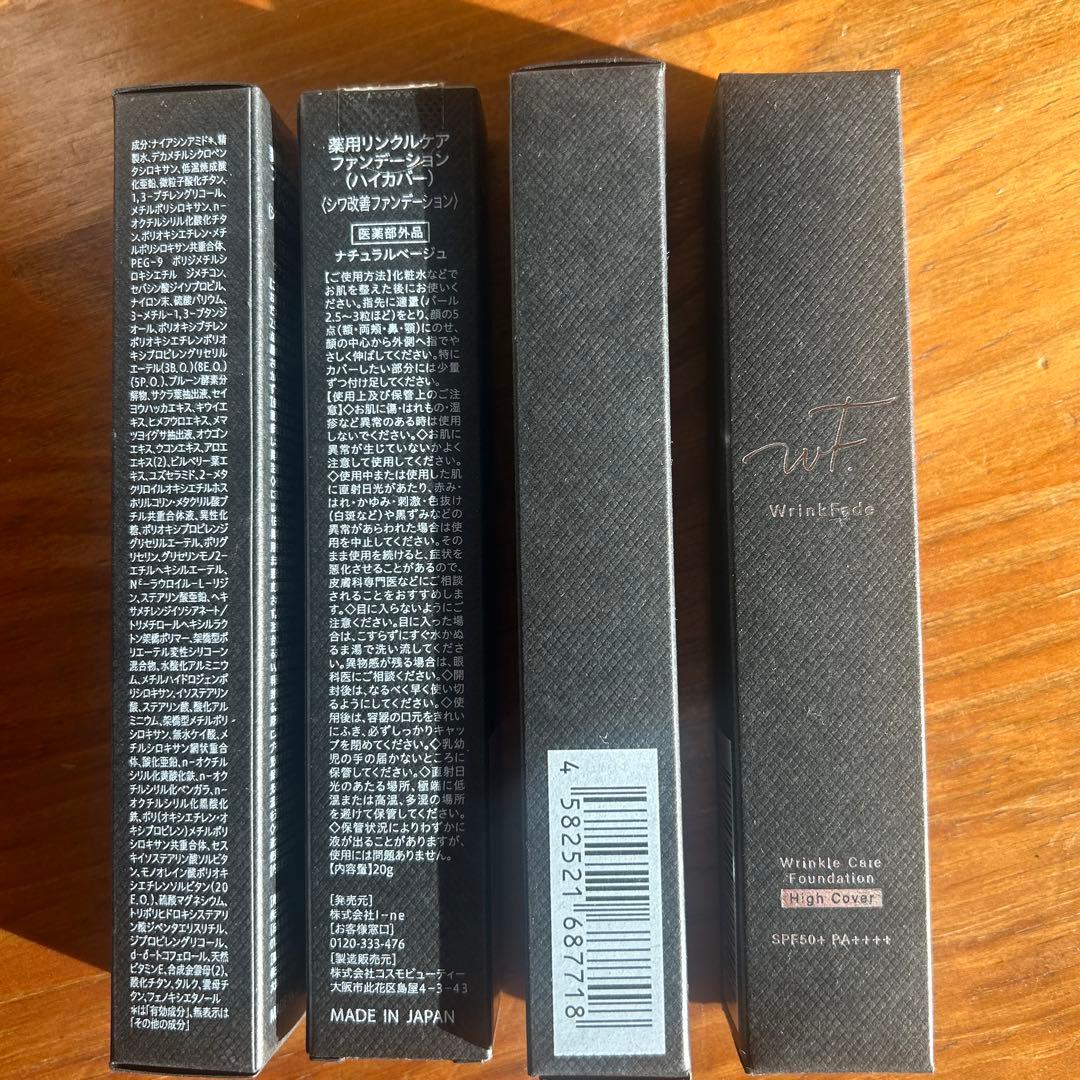 成分:ナイアシンアミド*、精
製水、デカメチルシクロペン
タシロキサン、低温焼成酸
化亜鉛、微粒子酸化チタン、
1,3-ブチレングリコール、
メチルポリシロキサン、n-
オクチルシリル化酸化チタ
ン、ポリオキシエチレン・メチ
ルポリシロキサン共重合体、
PEG-9 ポリジメチルシ
ロキシエチル ジメチコン、
セバシン酸ジイソプロピル、
ナイロン末、硫酸バリウム、
3-メチル-1,3-ブタンジ
オール、ポリオキシブチレン
ポリオキシエチレンポリオ
キシプロピレングリセリル
エーテル(3B.O.)(8E.O.)
(5P.O.)、プルーン酵素分
解物、サクラ葉抽出液、セイ
ヨウハッカエキス、キウイエ
キス、ヒメフウロエキス、メマ
ツヨイグサ抽出液、オウゴン
エキス、ウコンエキス、アロエ
エキス(2)、ビルベリー葉エ
キス、ユズセラミド、2-メタ
クリロイルオキシエチルホス
ホリルコリン・メタクリル酸ブ
チル共重合体液、異性化
糖、ポリオキシプロピレンジ
グリセリルエーテル、ポリグ
リセリン、グリセリンモノ2-
エチルヘキシルエーテル、
Nε-ラウロイル-L-リジ
ン、ステアリン酸亜鉛、ヘキ
サメチレンジイソシアネート/
トリメチロールヘキシルラク
トン架橋ポリマー、架橋型ポ
リエーテル変性シリコーン
混合物、水酸化アルミニウ
ム、メチルハイドロジェンポ
リシロキサン、イソステアリン
酸、ステアリン酸、酸化アル
ミニウム、架橋型メチルポリ
シロキサン、無水ケイ酸、メ
チルシロキサン網状重合
体、酸化亜鉛、n-オクチル
シリル化黄酸化鉄、n-オク
チルシリル化ベンガラ、n-
オクチルシリル化黒酸化
鉄、ポリ(オキシエチレン・オ
キシプロピレン)メチルポリ
シロキサン共重合体、セス
キイソステアリン酸ソルビタ
ン、モノオレイン酸ポリオキ
シエチレンソルビタン(20
E.O.)、硫酸マグネシウム、
トリポリヒドロキシステアリ
ン酸ジペンタエリスリチル、
ジプロピレングリコール、
d-δ-トコフェロール、天然
ビタミンE、合成金雲母(2)、
酸化チタン、タルク、雲母チ
タン、フェノキシエタノール
*は「有効成分」、無表示は
「その他の成分」
薬用リンクルケア
ファンデーション
(ハイカバー)
〈シワ改善ファンデーション〉
医薬部外品
ナチュラルベージュ
【ご使用方法】化粧水などで
お肌を整えた後にお使いく
ださい。指先に適量(パール
2.5~3粒ほど)をとり、顔の5
点(額・両頬・鼻・顎)にのせ、
顔の中心から外側へ指でや
さしく伸ばしてください。特に
カバーしたい部分には少量
ずつ付け足してください。
【使用上及び保管上のご注
意】◇お肌に傷・はれもの・湿
疹など異常のある時は使用
しないでください。◇お肌に
異常が生じていないかよく
注意して使用してください。
◇使用中または使用した肌
に直射日光があたり、赤み・
はれ・かゆみ・刺激・色抜け
(白斑など)や黒ずみなどの
異常があらわれた場合は使
用を中止してください。その
まま使用を続けると、症状を
悪化させることがあるので、
皮膚科専門医などにご相談
されることをおすすめしま
す。◇目に入らないようにご
注意ください。目に入った場
合は、こすらずにすぐ水かぬ
るま湯で洗い流してくださ
い。異物感が残る場合は、眼
科医にご相談ください。◇開
封後は、なるべく早く使い切
るようにしてください。◇使
用後は、容器の口元をきれい
にふき、必ずしっかりキャッ
プを閉めてください。◇乳幼
児の手の届かないところに
保管してください。◇直射日
光のあたる場所、極端に低
温または高温、多湿の場所
を避けて保管してください。
◇保管状況によりわずかに
液が出ることがありますが、
使用には問題ありません。
【内容量】20g
[発売元]
株式会社I-ne
[お客様窓口]
0120-333-476
[製造販売元]
株式会社コスモビューティー
大阪市此花区島屋4-3-43
MADE IN JAPAN
4 582521 687718
wF.
WrinkFade
Wrinkle Care
Foundation
High Cover
SPF50+ PA++++